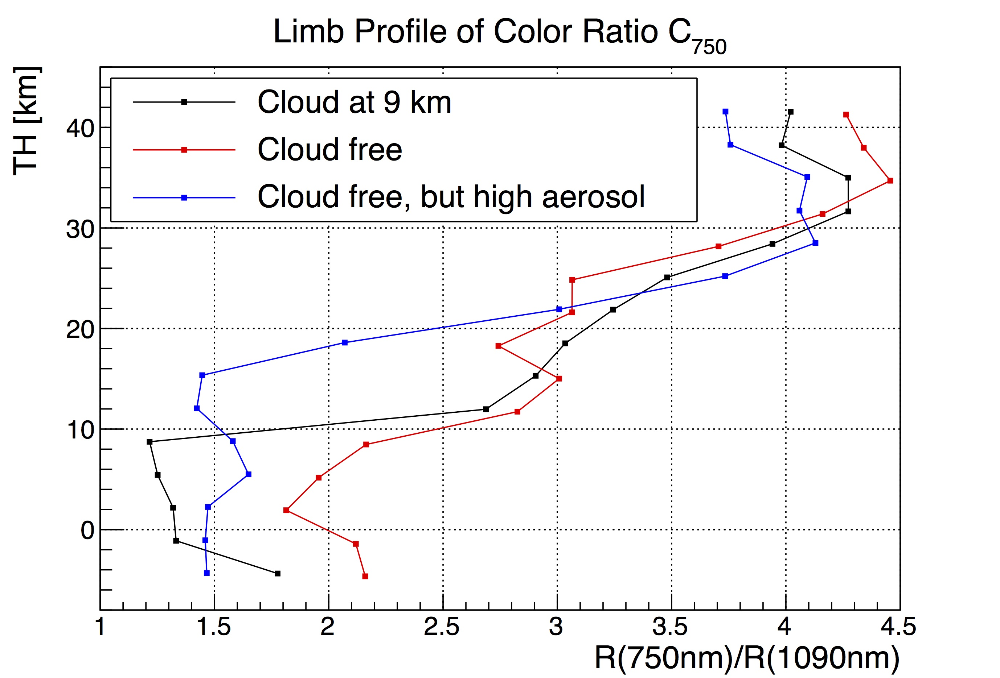 Limb Profile of Color Ratio C750
TH [km]
Cloud at 9 km
Cloud free
Cloud free, but high aerosol
40
30
20
10
0
1 1.5 2 2.5 3 3.5 4 4.5
R(750nm)/R(1090nm)